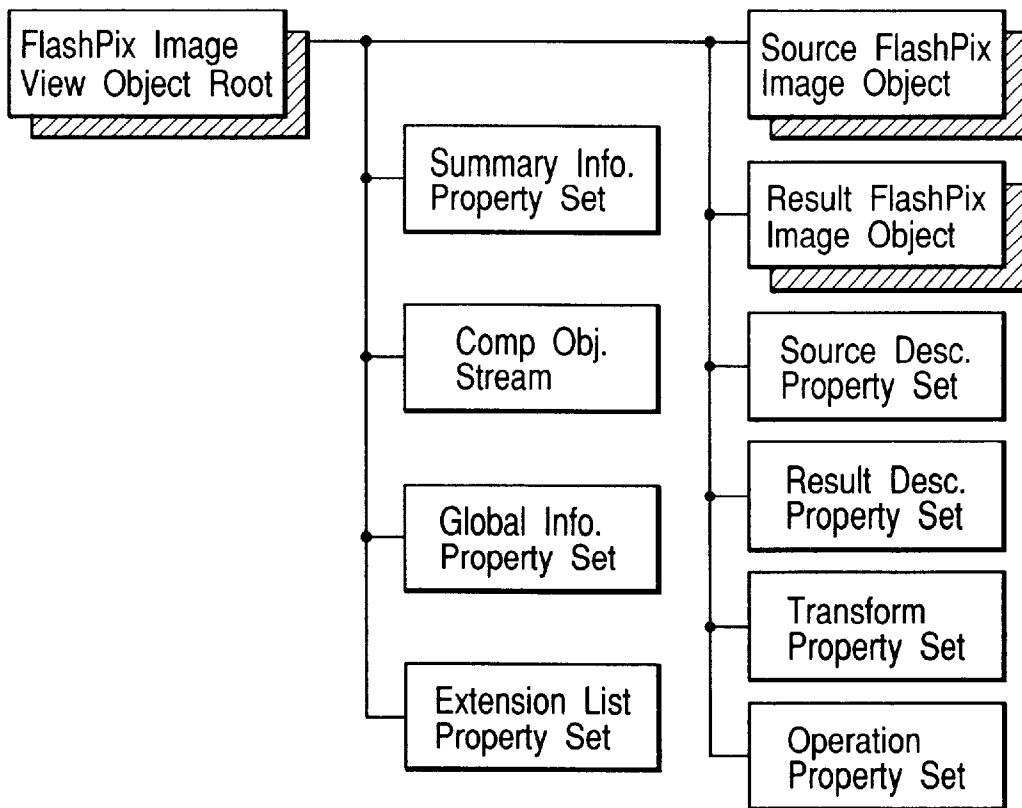 FlashPix Image
View Object Root
Summary Info.
Property Set
Comp Obj.
Stream
Global Info.
Property Set
Extension List
Property Set
Source FlashPix
Image Object
Result FlashPix
Image Object
Source Desc.
Property Set
Result Desc.
Property Set
Transform
Property Set
Operation
Property Set